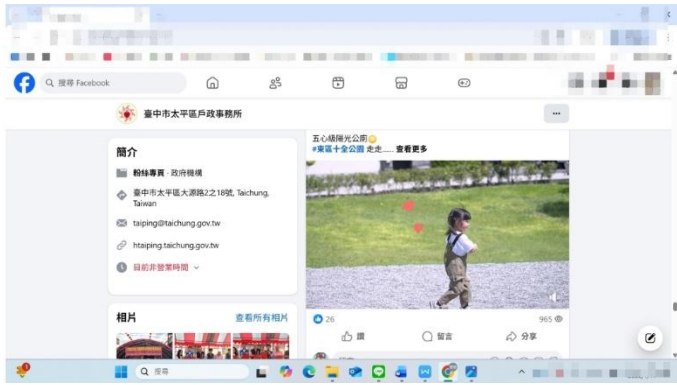 搜尋 Facebook
臺中市太平區戶政事務所
簡介
粉絲專頁 · 政府機構
臺中市太平區大源路2之18號, Taichung,
Taiwan
taiping@taichung.gov.tw
htaiping.taichung.gov.tw
目前非營業時間
相片
查看所有相片
五心級陽光公廁
#東區十全公園 走走..... 查看更多
26
965
讚
留言
分享
搜尋